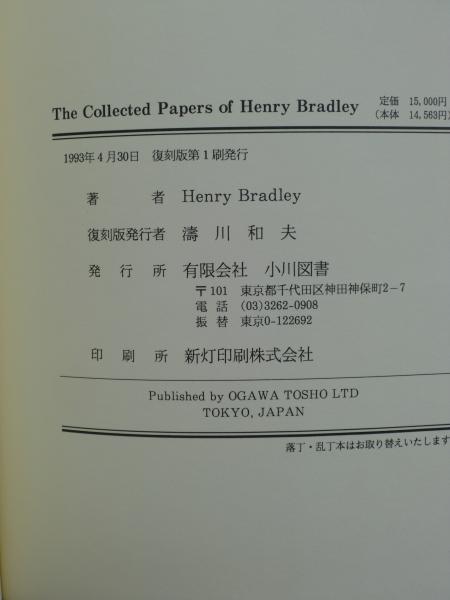 The Collected Papers of Henry Bradley
定価 15,000円
(本体 14,563円)
1993年4月30日 復刻版第1刷発行
著者 Henry Bradley
復刻版発行者 濤川和夫
発行所 有限会社 小川図書
〒101 東京都千代田区神田神保町2-7
電話 (03)3262-0908
振替 東京0-122692
印刷所 新灯印刷株式会社
Published by OGAWA TOSHO LTD
TOKYO, JAPAN
落丁・乱丁本はお取り替えいたします